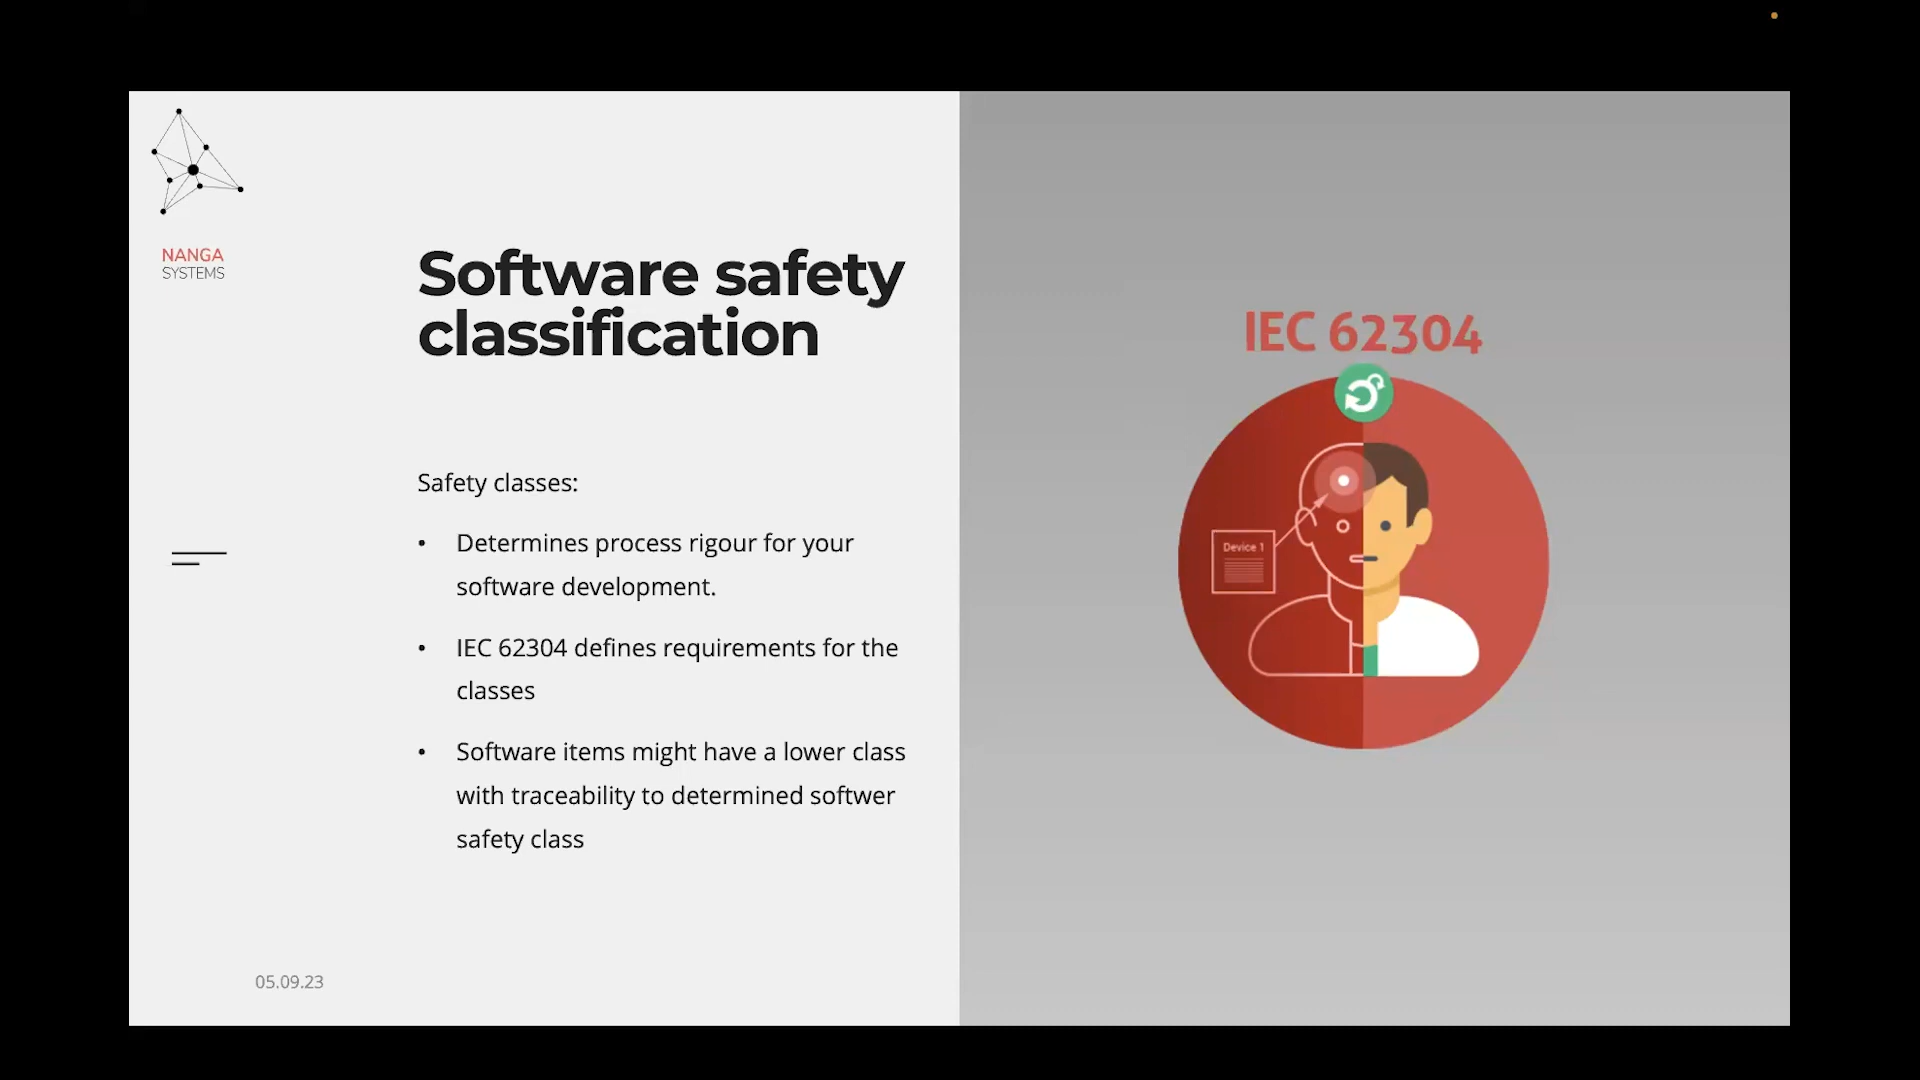 NANGA
SYSTEMS
Software safety
classification
Safety classes:
• Determines process rigour for your
software development.
• IEC 62304 defines requirements for the
classes
• Software items might have a lower class
with traceability to determined softwer
safety class
05.09.23
IEC 62304
Device 1